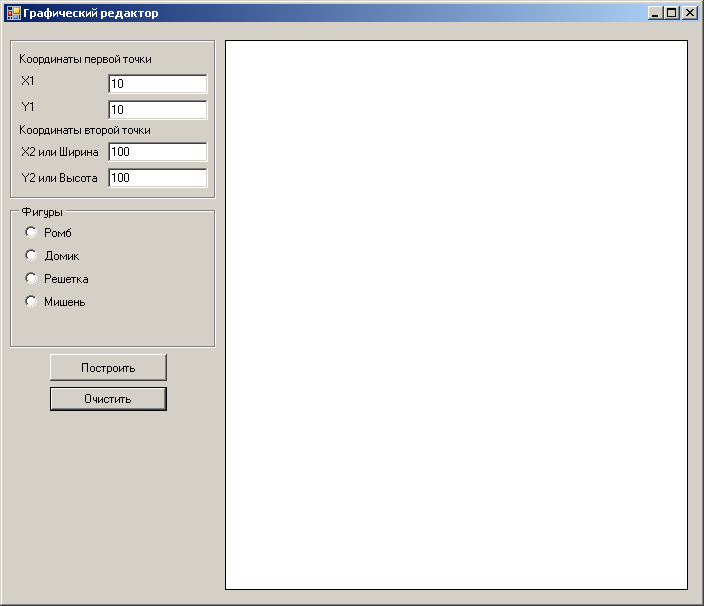 Графический редактор
Координаты первой точки
X1 10
Y1 10
Координаты второй точки
X2 или Ширина 100
Y2 или Высота 100
Фигуры
Ромб
Домик
Решетка
Мишень
Построить
Очистить